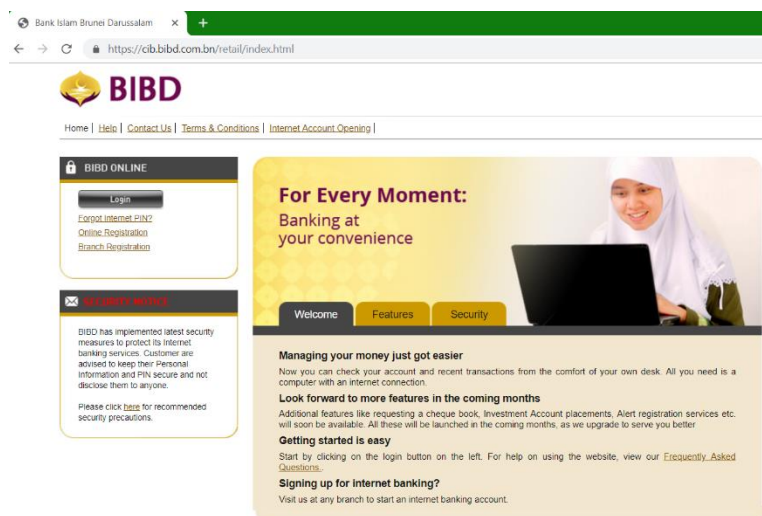 Bank Islam Brunei Darussalam
https://cib.bibd.com.bn/retail/index.html
BIBD
Home | Help | Contact Us | Terms & Conditions | Internet Account Opening |
BIBD ONLINE
Login
Forgot Internet PIN?
Online Registration
Branch Registration
SECURITY NOTICE
BIBD has implemented latest security
measures to protect its Internet
banking services. Customer are
advised to keep their Personal
Information and PIN secure and not
disclose them to anyone.
Please click here for recommended
security precautions.
For Every Moment:
Banking at
your convenience
Welcome
Features
Security
Managing your money just got easier
Now you can check your account and recent transactions from the comfort of your own desk. All you need is a
computer with an internet connection.
Look forward to more features in the coming months
Additional features like requesting a cheque book, Investment Account placements, Alert registration services etc.
will soon be available. All these will be launched in the coming months, as we upgrade to serve you better
Getting started is easy
Start by clicking on the login button on the left. For help on using the website, view our Frequently Asked
Questions..
Signing up for internet banking?
Visit us at any branch to start an internet banking account.